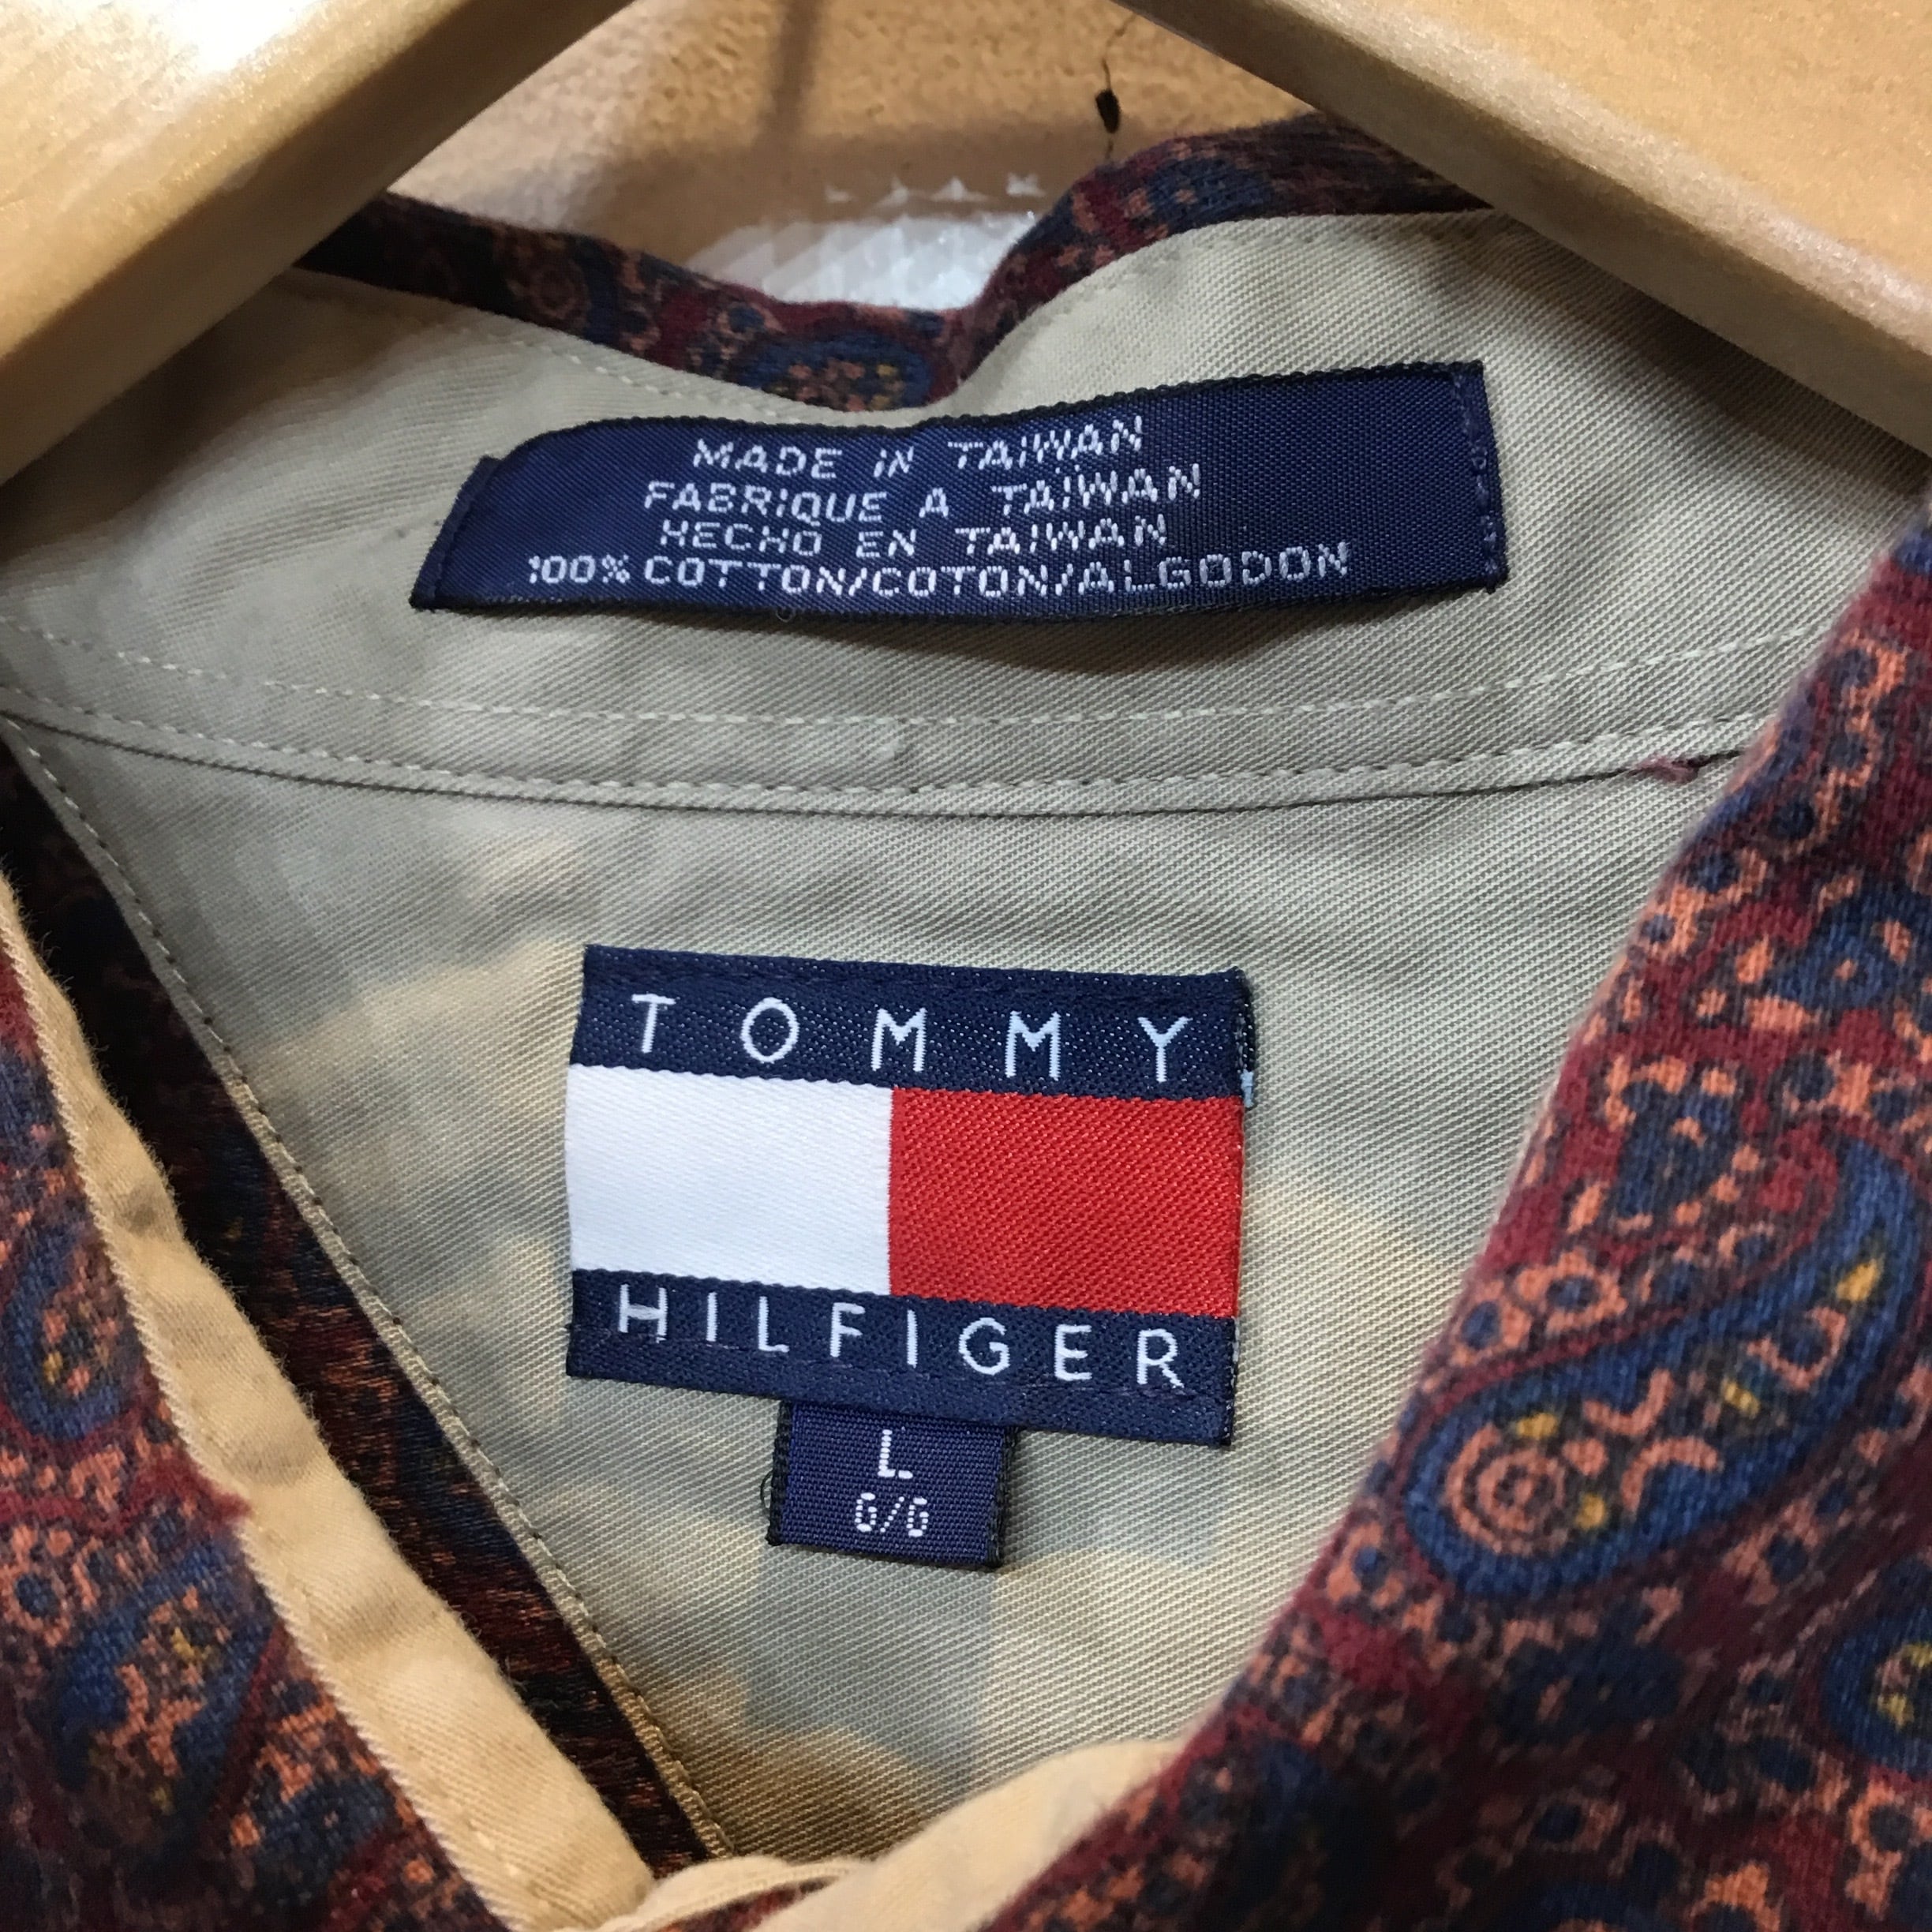 MADE IN TAIWAN
FABRIQUE A TAIWAN
HECHO EN TAIWAN
100% COTTON/COTON/ALGODON
TOMMY
HILFIGER
L
G/G